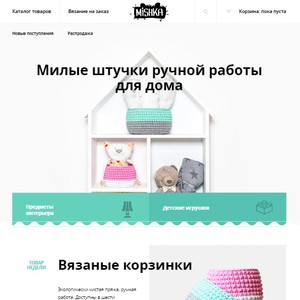 Каталог товаров
Вязание на заказ
MISHKA
Корзина: пока пуста
Новые поступления
Распродажа
Милые штучки ручной работы
для дома
Предметы
интерьера
Детские игрушки
ТОВАР
НЕДЕЛИ
Вязаные корзинки
Экологически чистая пряжа, ручная
работа. Доступны в шести